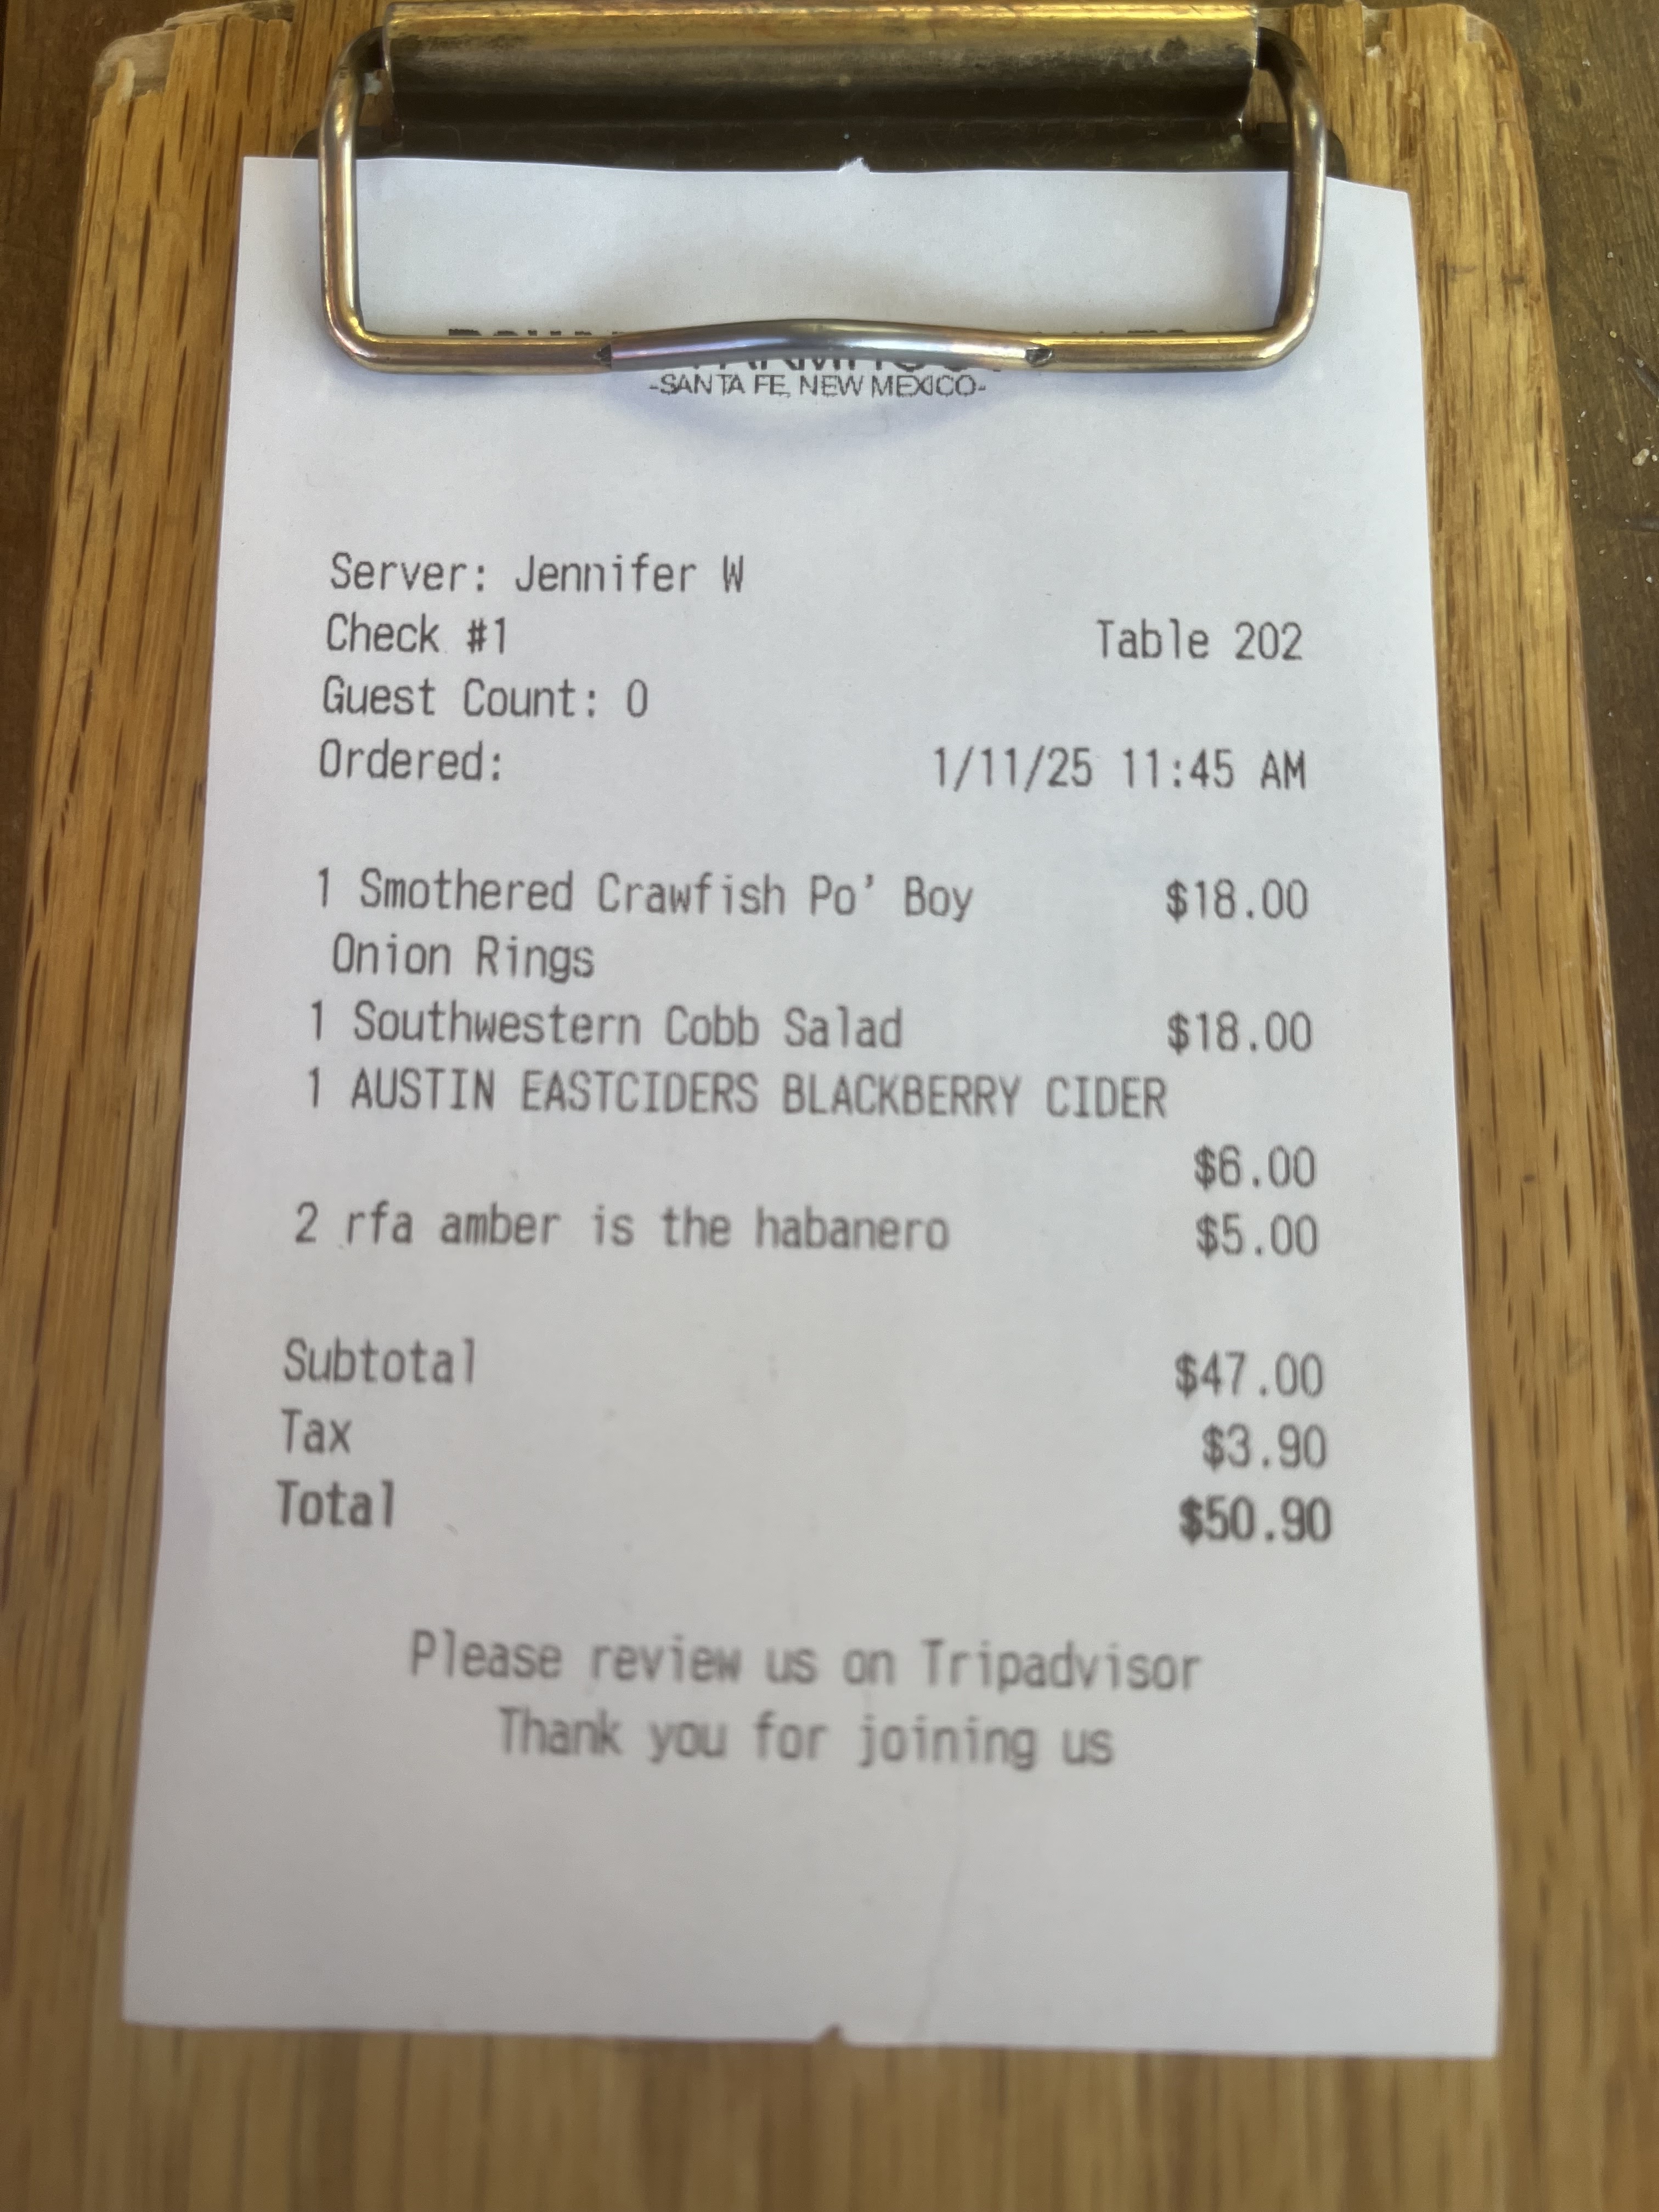 -SANTA FE, NEW MEXICO-
Server: Jennifer W
Check #1 Table 202
Guest Count: 0
Ordered: 1/11/25 11:45 AM
1 Smothered Crawfish Po' Boy $18.00
Onion Rings
1 Southwestern Cobb Salad $18.00
1 AUSTIN EASTCIDERS BLACKBERRY CIDER
$6.00
2 rfa amber is the habanero $5.00
Subtotal $47.00
Tax $3.90
Total $50.90
Please review us on Tripadvisor
Thank you for joining us